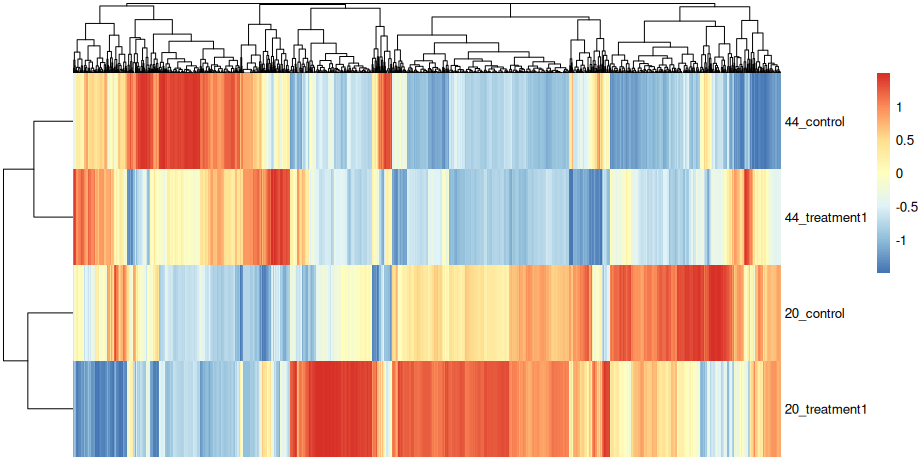 44_control
44_treatment1
20_control
20_treatment1
1
0.5
0
-0.5
-1